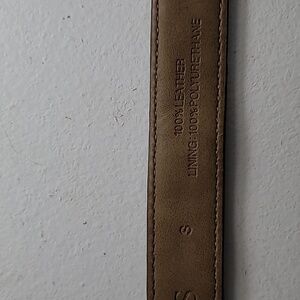 100% LEATHER
LINING: 100% POLYURETHANE
S
S